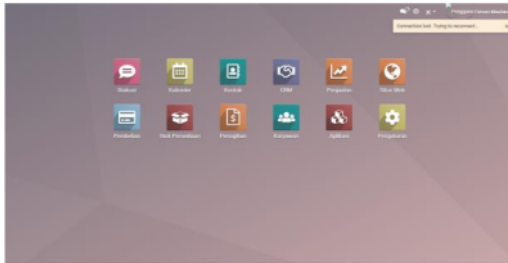 Connection lost. Trying to reconnect...
Diskusi Kalender Kontak CRM Penjualan Situs Web
Pembelian Stok Persediaan Penagihan Karyawan Aplikasi Pengaturan